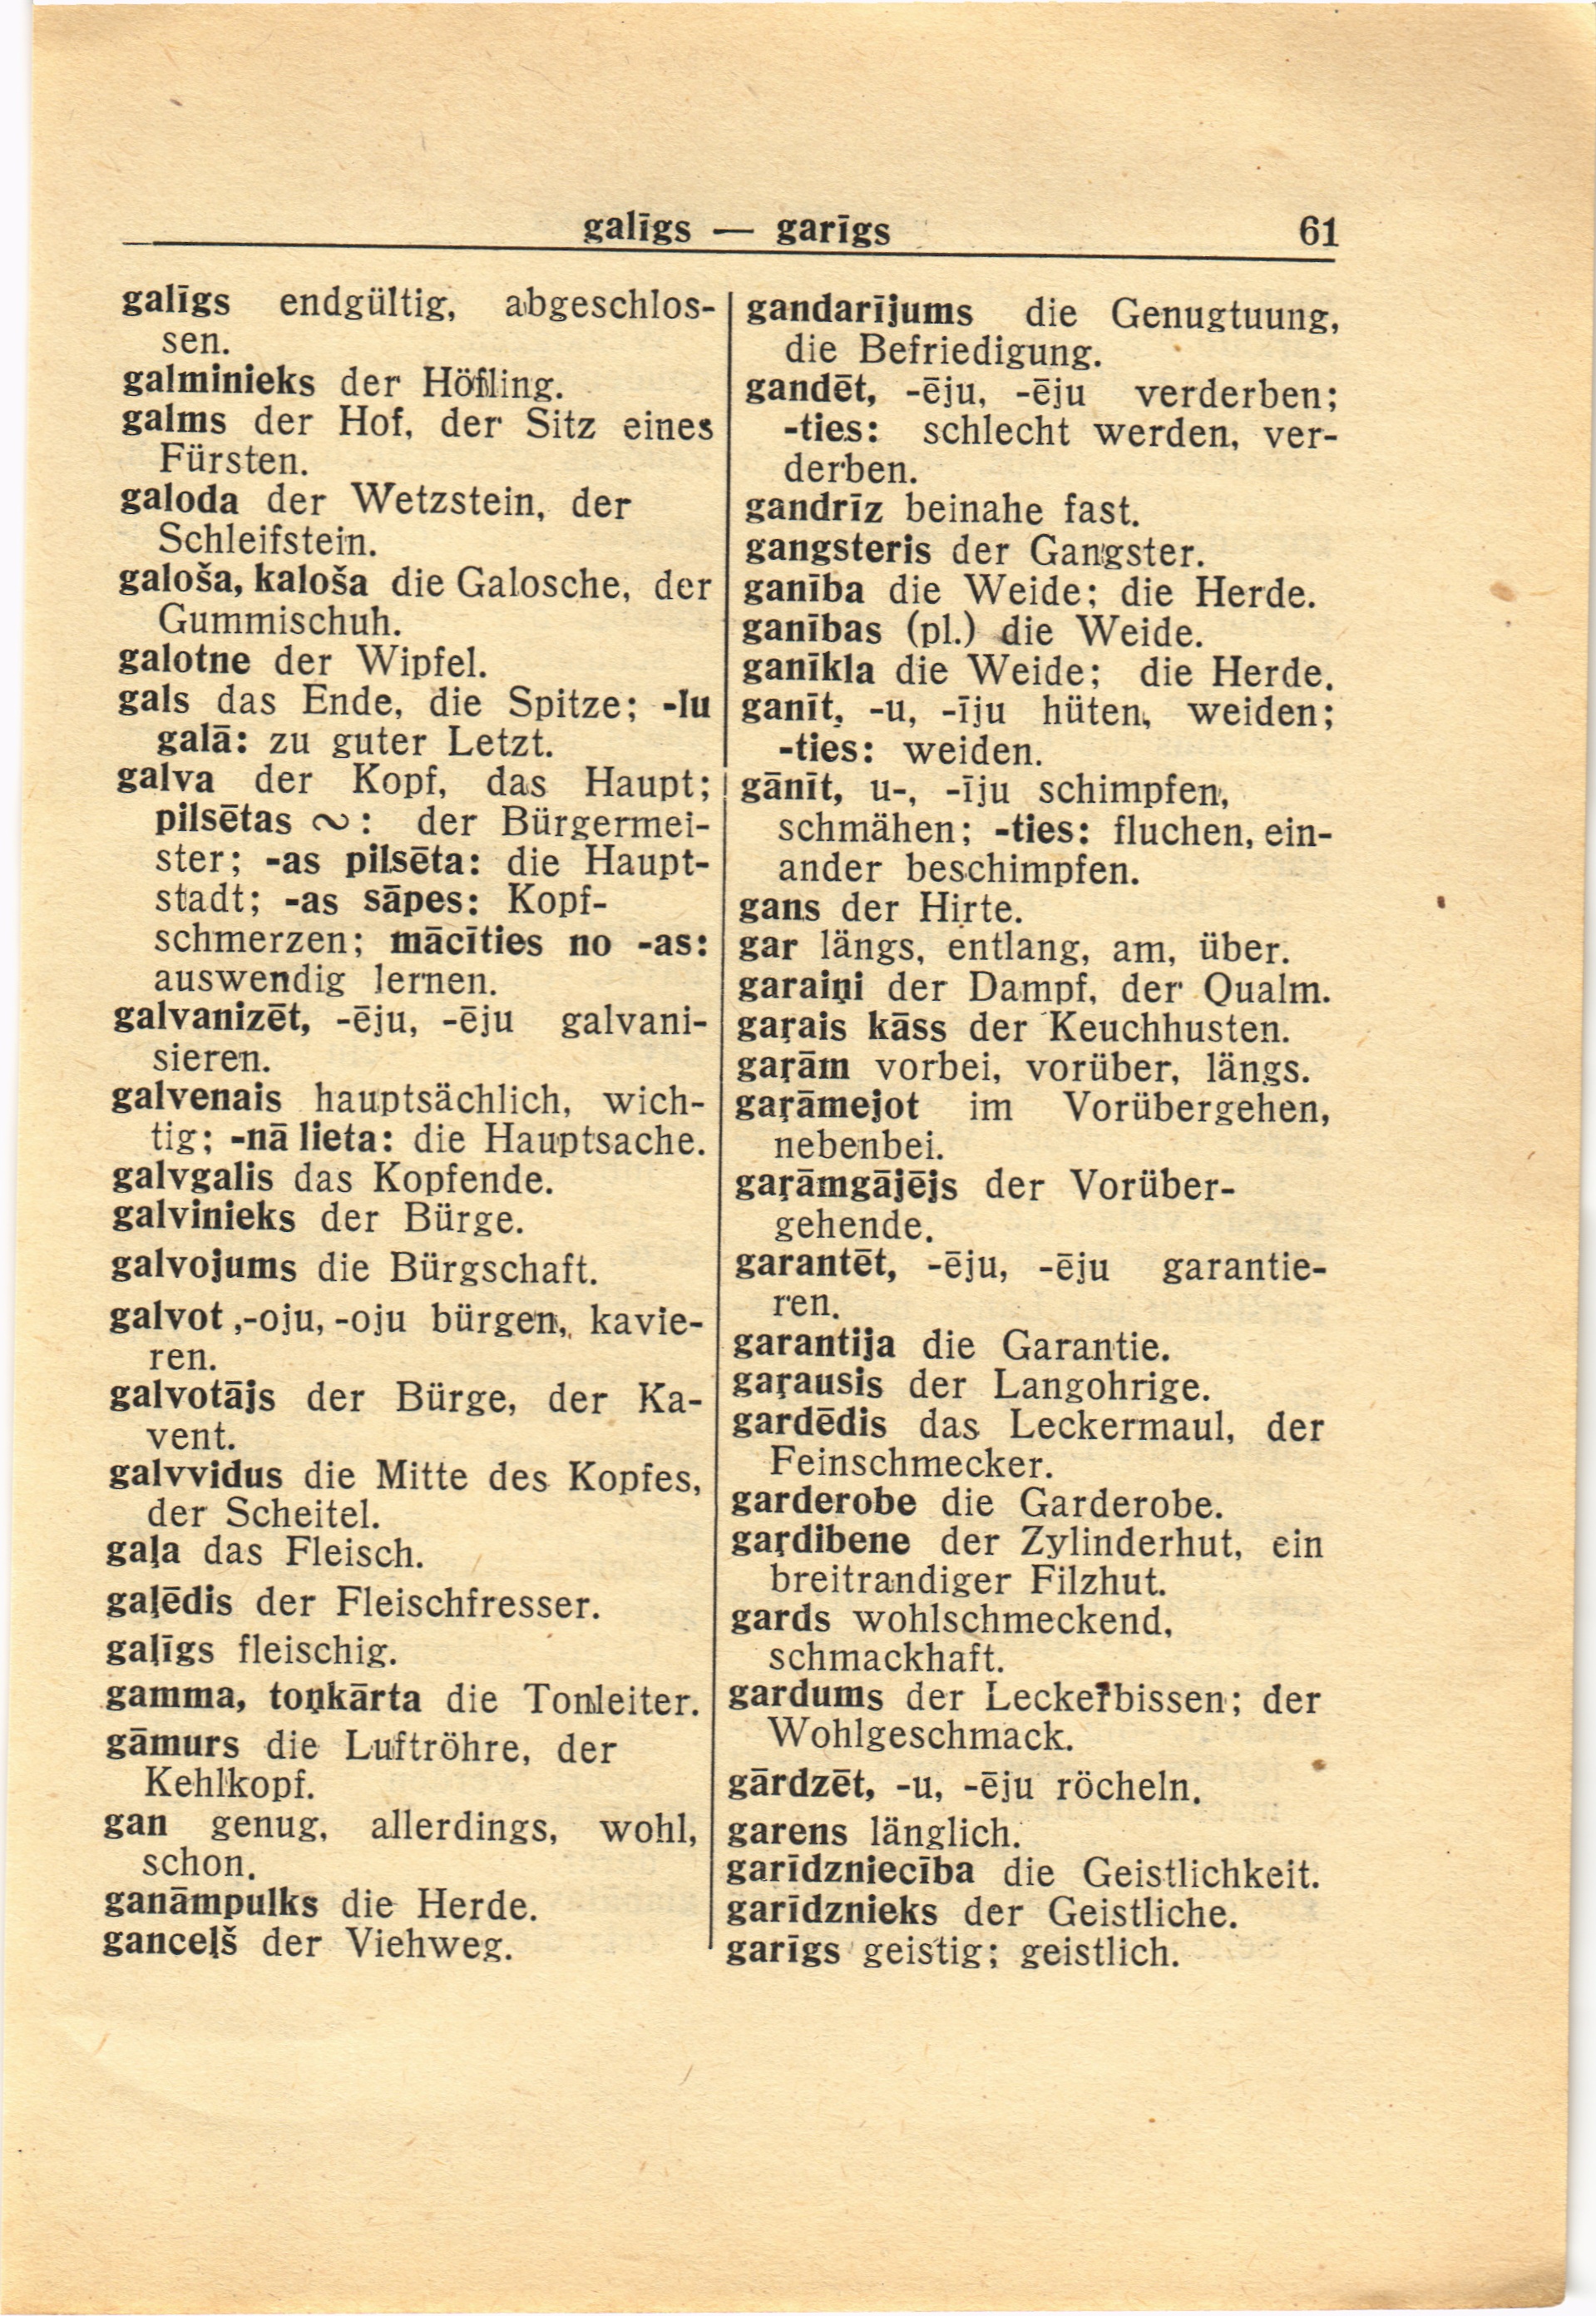 galīgs — garīgs 61
galīgs endgültig, abgeschlos-
sen.
galminieks der Höfling.
galms der Hof, der Sitz eines
Fürsten.
galoda der Wetzstein, der
Schleifstein.
galoša, kaloša die Galosche, der
Gummischuh.
galotne der Wipfel.
gals das Ende, die Spitze; -lu
galā: zu guter Letzt.
galva der Kopf, das Haupt;
pilsētas ∾: der Bürgermei-
ster; -as pilsēta: die Haupt-
stadt; -as sāpes: Kopf-
schmerzen; mācīties no -as:
auswendig lernen.
galvanizēt, -ēju, -ēju galvani-
sieren.
galvenais hauptsächlich, wich-
tig; -nā lieta: die Hauptsache.
galvgalis das Kopfende.
galvinieks der Bürge.
galvojums die Bürgschaft.
galvot ,-oju, -oju bürgen, kavie-
ren.
galvotājs der Bürge, der Ka-
vent.
galvvidus die Mitte des Kopfes,
der Scheitel.
gaļa das Fleisch.
gaļēdis der Fleischfresser.
gaļīgs fleischig.
gamma, toņkārta die Tonleiter.
gāmurs die Luftröhre, der
Kehlkopf.
gan genug, allerdings, wohl,
schon.
ganāmpulks die Herde.
ganceļš der Viehweg.
gandarījums die Genugtuung,
die Befriedigung.
gandēt, -ēju, -ēju verderben;
-ties: schlecht werden, ver-
derben.
gandrīz beinahe fast.
gangsteris der Gangster.
ganība die Weide; die Herde.
ganības (pl.) die Weide.
ganīkla die Weide; die Herde.
ganīt, -u, -īju hüten, weiden;
-ties: weiden.
gānīt, u-, -īju schimpfen,
schmähen; -ties: fluchen, ein-
ander beschimpfen.
gans der Hirte.
gar längs, entlang, am, über.
garaiņi der Dampf, der Qualm.
gaŗais kāss der Keuchhusten.
gaŗām vorbei, vorüber, längs.
gaŗāmejot im Vorübergehen,
nebenbei.
gaŗāmgājējs der Vorüber-
gehende.
garantēt, -ēju, -ēju garantie-
ren.
garantija die Garantie.
gaŗausis der Langohrige.
gardēdis das Leckermaul, der
Feinschmecker.
garderobe die Garderobe.
gaŗdibene der Zylinderhut, ein
breitrandiger Filzhut.
gards wohlschmeckend,
schmackhaft.
gardums der Leckerbissen; der
Wohlgeschmack.
gārdzēt, -u, -ēju röcheln.
garens länglich.
garīdzniecība die Geistlichkeit.
garīdznieks der Geistliche.
garīgs geistig; geistlich.